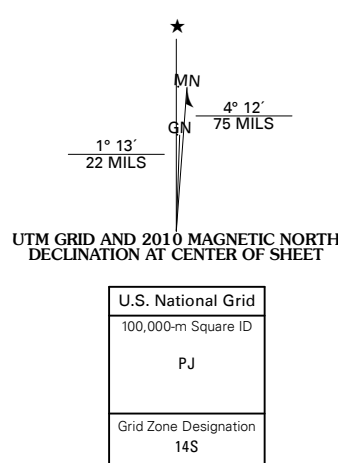 ★
MN
GN
4° 12´
75 MILS
1° 13´
22 MILS
UTM GRID AND 2010 MAGNETIC NORTH
DECLINATION AT CENTER OF SHEET
U.S. National Grid
100,000-m Square ID
PJ
Grid Zone Designation
14S